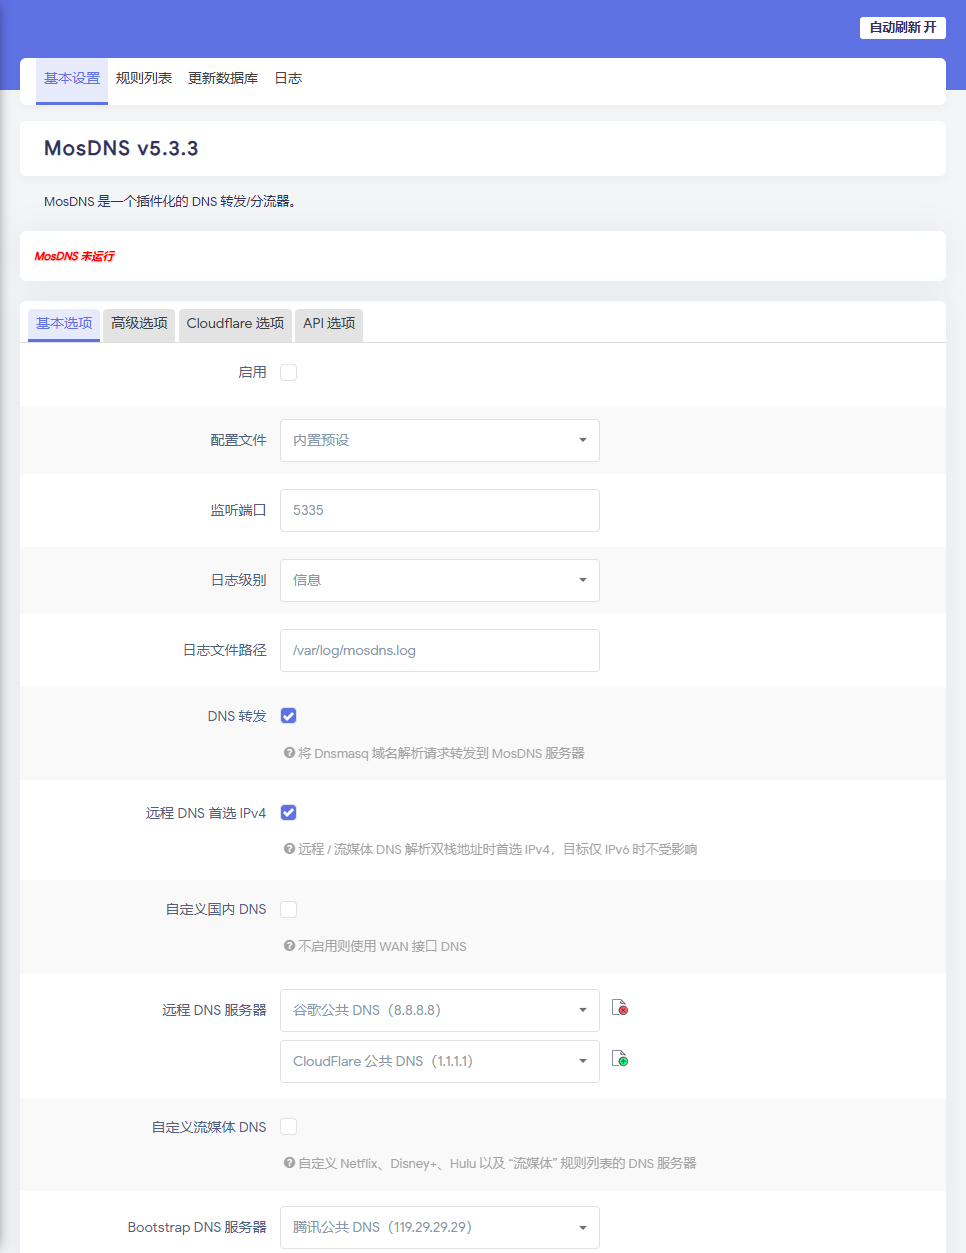 自动刷新 开
基本设置 规则列表 更新数据库 日志
MosDNS v5.3.3
MosDNS 是一个插件化的 DNS 转发/分流器。
MosDNS 未运行
基本选项 高级选项 Cloudflare 选项 API 选项
启用
配置文件 内置预设
监听端口 5335
日志级别 信息
日志文件路径 /var/log/mosdns.log
DNS 转发
将 Dnsmasq 域名解析请求转发到 MosDNS 服务器
远程 DNS 首选 IPv4
远程 / 流媒体 DNS 解析双栈地址时首选 IPv4，目标仅 IPv6 时不受影响
自定义国内 DNS
不启用则使用 WAN 接口 DNS
远程 DNS 服务器 谷歌公共 DNS（8.8.8.8）
CloudFlare 公共 DNS（1.1.1.1）
自定义流媒体 DNS
自定义 Netflix、Disney+、Hulu 以及 “流媒体” 规则列表的 DNS 服务器
Bootstrap DNS 服务器 腾讯公共 DNS（119.29.29.29）